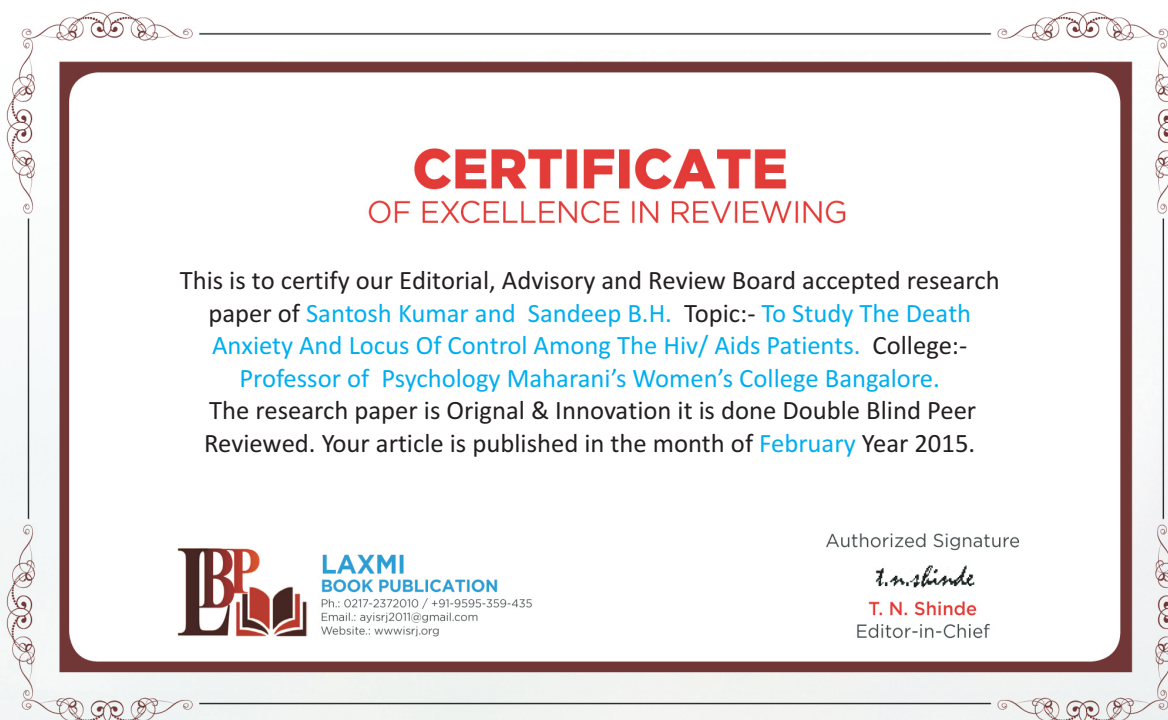 CERTIFICATE
OF EXCELLENCE IN REVIEWING
This is to certify our Editorial, Advisory and Review Board accepted research
paper of Santosh Kumar and Sandeep B.H. Topic:- To Study The Death
Anxiety And Locus Of Control Among The Hiv/ Aids Patients. College:-
Professor of Psychology Maharani's Women's College Bangalore.
The research paper is Orignal & Innovation it is done Double Blind Peer
Reviewed. Your article is published in the month of February Year 2015.
LBP
LAXMI
BOOK PUBLICATION
Ph.: 0217-2372010 / +91-9595-359-435
Email.: ayisrj2011@gmail.com
Website.: wwwisrj.org
Authorized Signature
t.n.shinde
T. N. Shinde
Editor-in-Chief